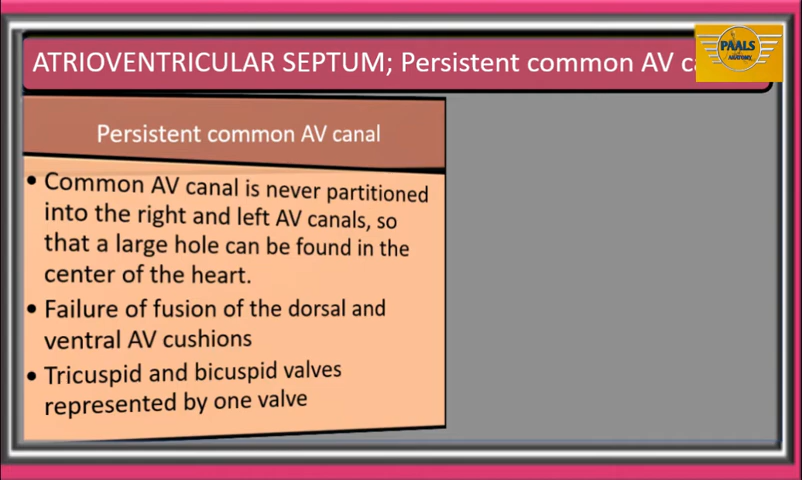 ATRIOVENTRICULAR SEPTUM; Persistent common AV
PAALS
ANATOMY
Persistent common AV canal
• Common AV canal is never partitioned
into the right and left AV canals, so
that a large hole can be found in the
center of the heart.
• Failure of fusion of the dorsal and
ventral AV cushions
• Tricuspid and bicuspid valves
represented by one valve